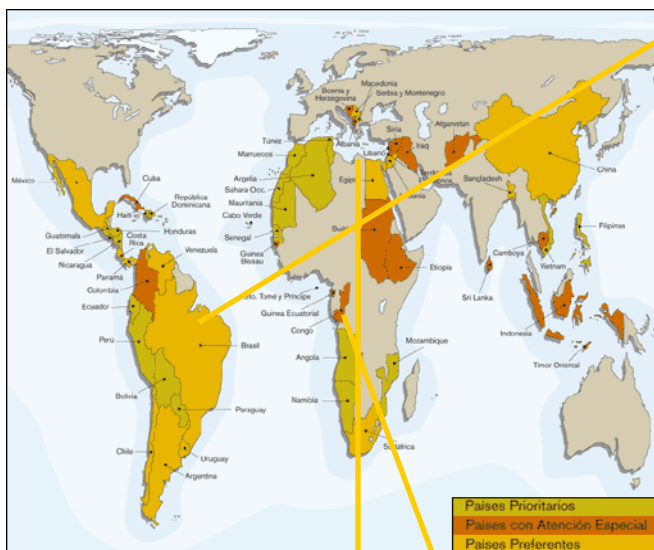 Bosnia y
Herzegovina
Macedonia
Serbia y Montenegro
Albania
Túnez
Marruecos
Argelia
Sahara Occ.
Mauritania
Cabo Verde
Senegal
Guinea
Bissau
Siria
Líbano
Iraq
Afganistan
Egipto
Bangladesh
China
México
Cuba
República
Dominicana
Haití
Honduras
Guatemala
El Salvador
Costa
Rica
Nicaragua
Panamá
Venezuela
Colombia
Ecuador
Perú
Brasil
Bolivia
Paraguay
Chile
Uruguay
Argentina
Etiopía
Sto. Tomé y Príncipe
Guinea Ecuatorial
Congo
Angola
Namibia
Mozambique
Sudáfrica
Filipinas
Camboya
Vietnam
Sri Lanka
Indonesia
Timor Oriental
Países Prioritarios
Países con Atención Especial
Países Preferentes